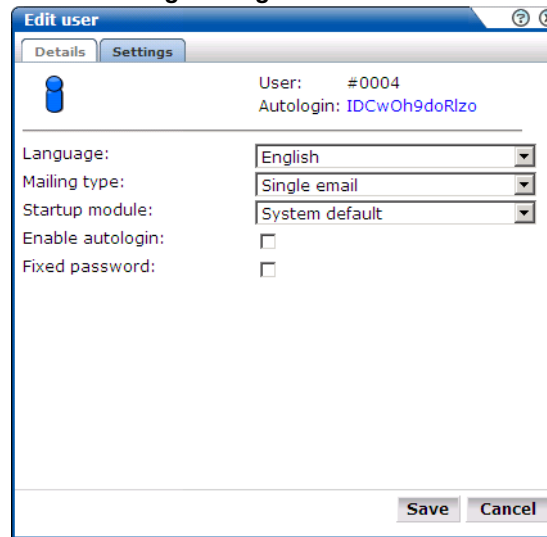 Edit user
Details Settings
User: #0004
Autologin: IDCwOh9doRlzo
Language: English
Mailing type: Single email
Startup module: System default
Enable autologin:
Fixed password:
Save Cancel